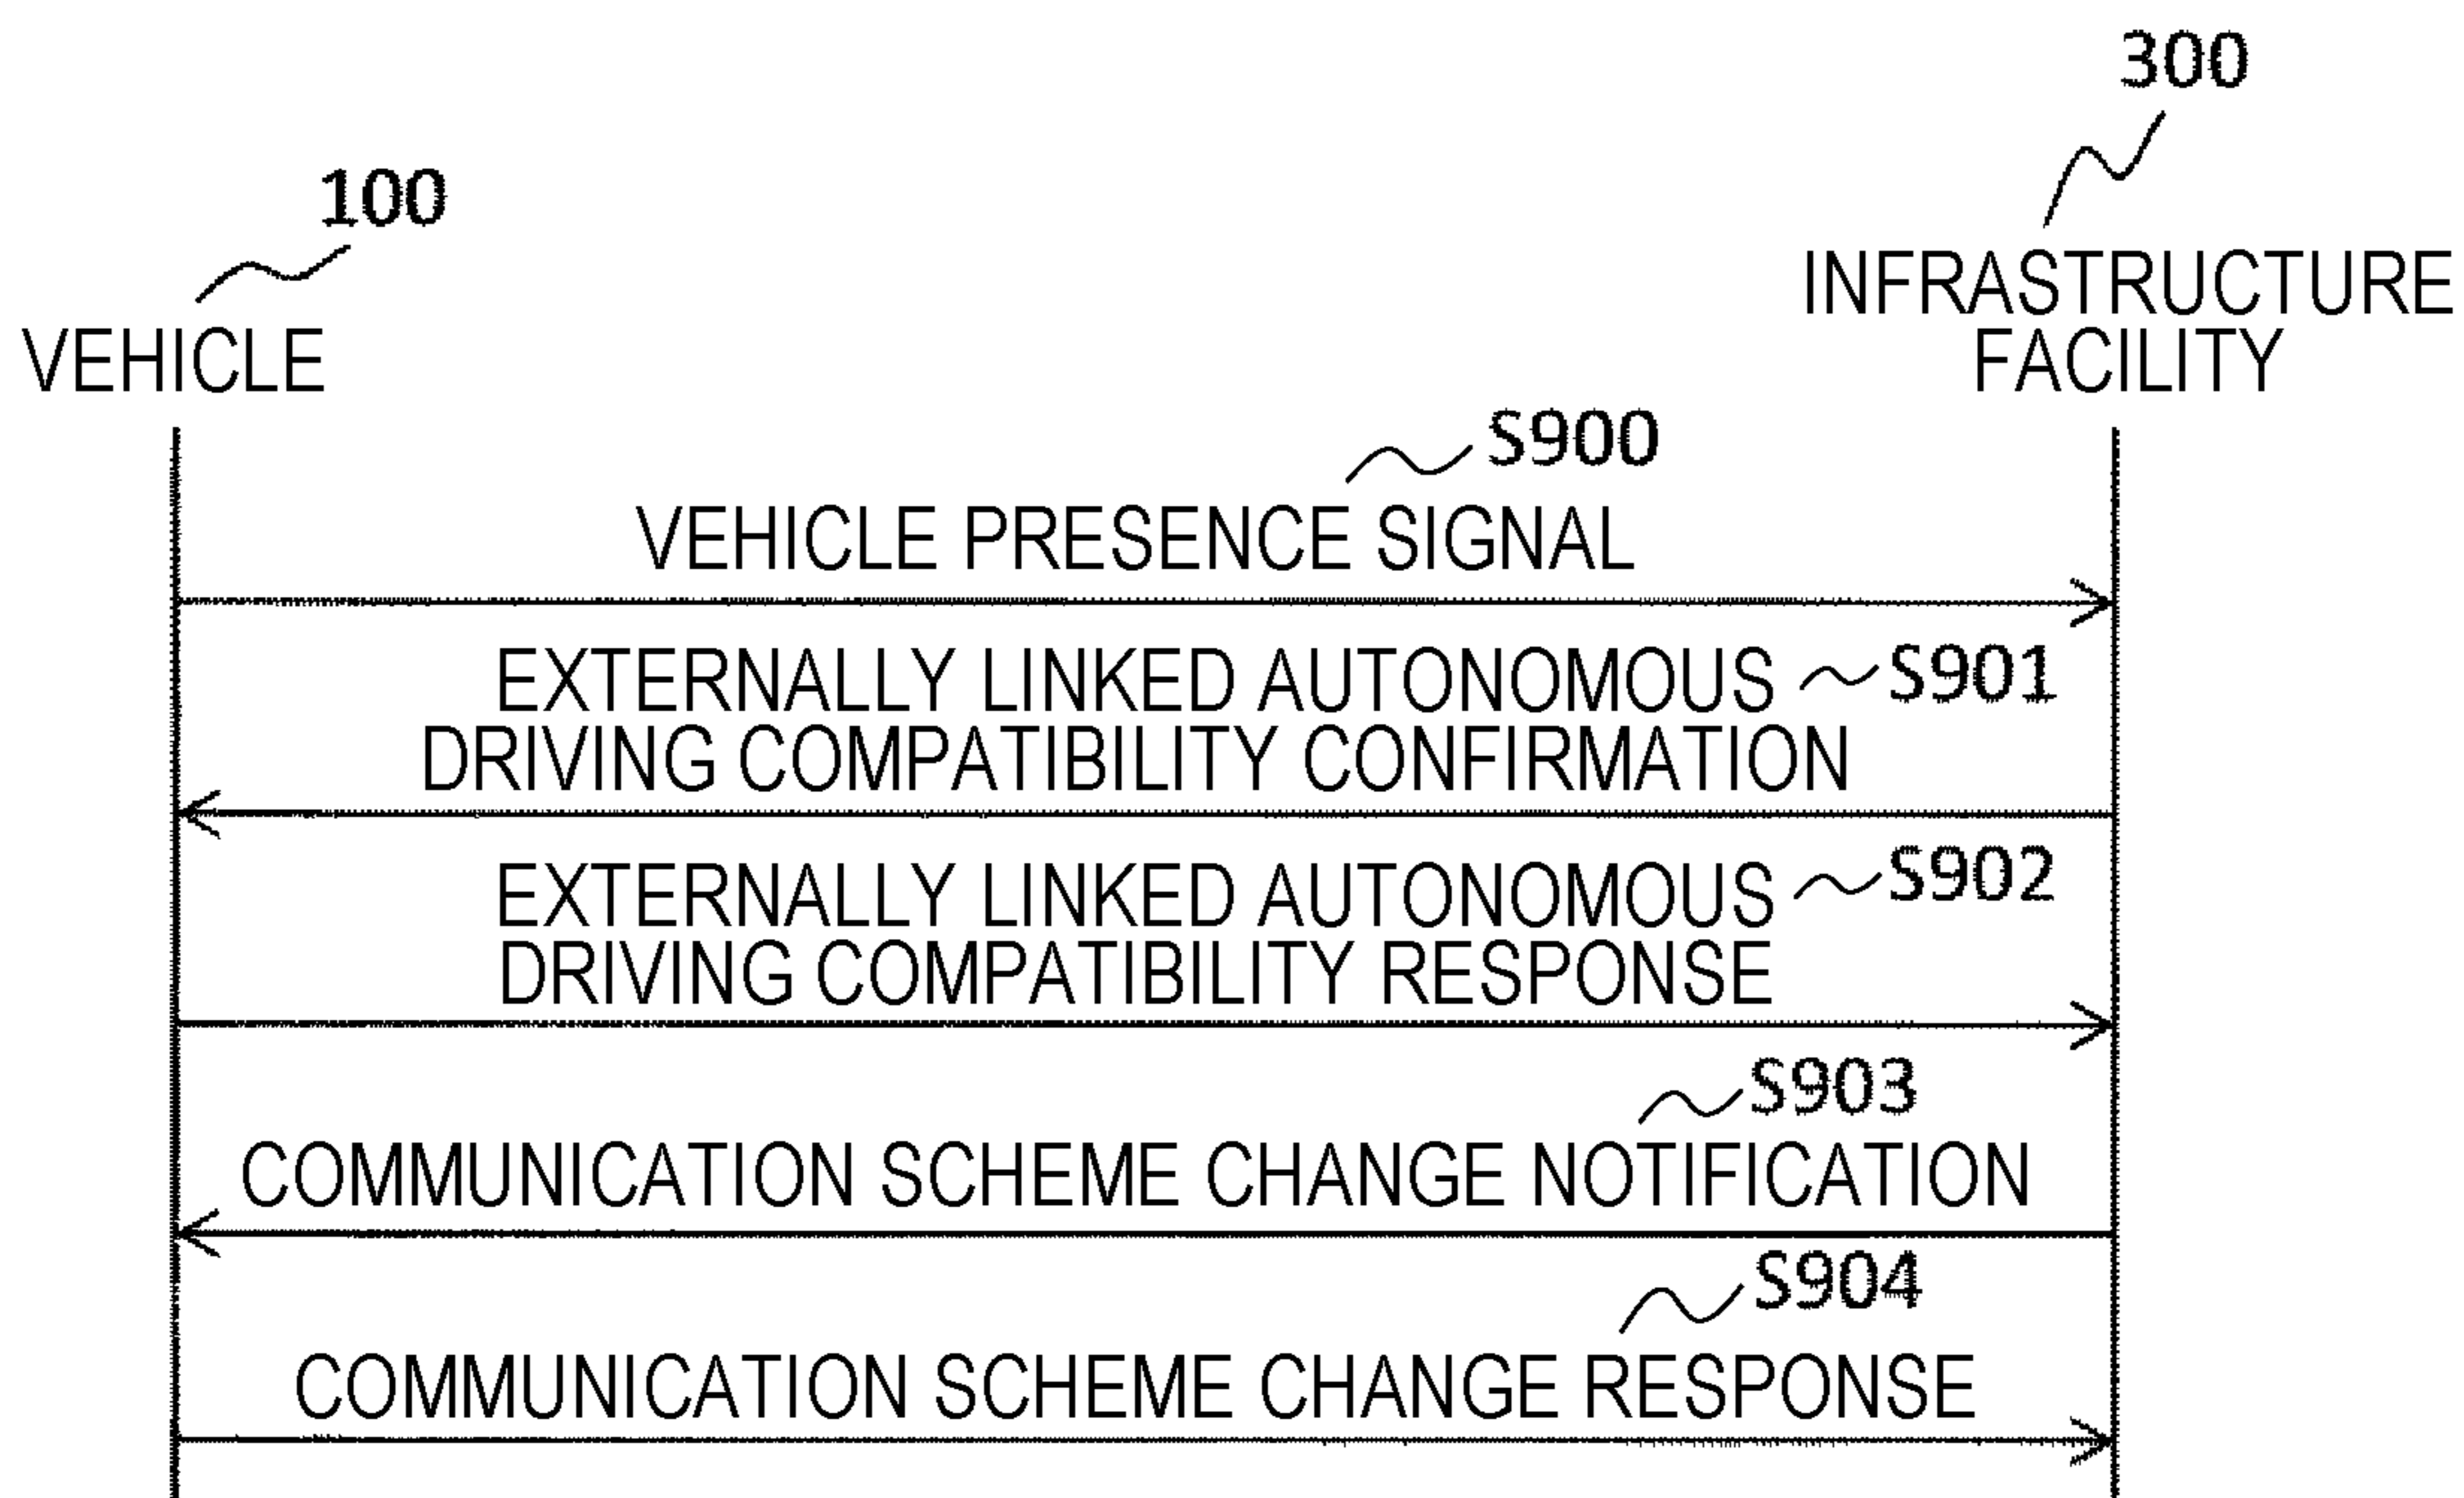 300
100
INFRASTRUCTURE
FACILITY
VEHICLE
S900
VEHICLE PRESENCE SIGNAL
EXTERNALLY LINKED AUTONOMOUS S901
DRIVING COMPATIBILITY CONFIRMATION
EXTERNALLY LINKED AUTONOMOUS S902
DRIVING COMPATIBILITY RESPONSE
S903
COMMUNICATION SCHEME CHANGE NOTIFICATION
S904
COMMUNICATION SCHEME CHANGE RESPONSE